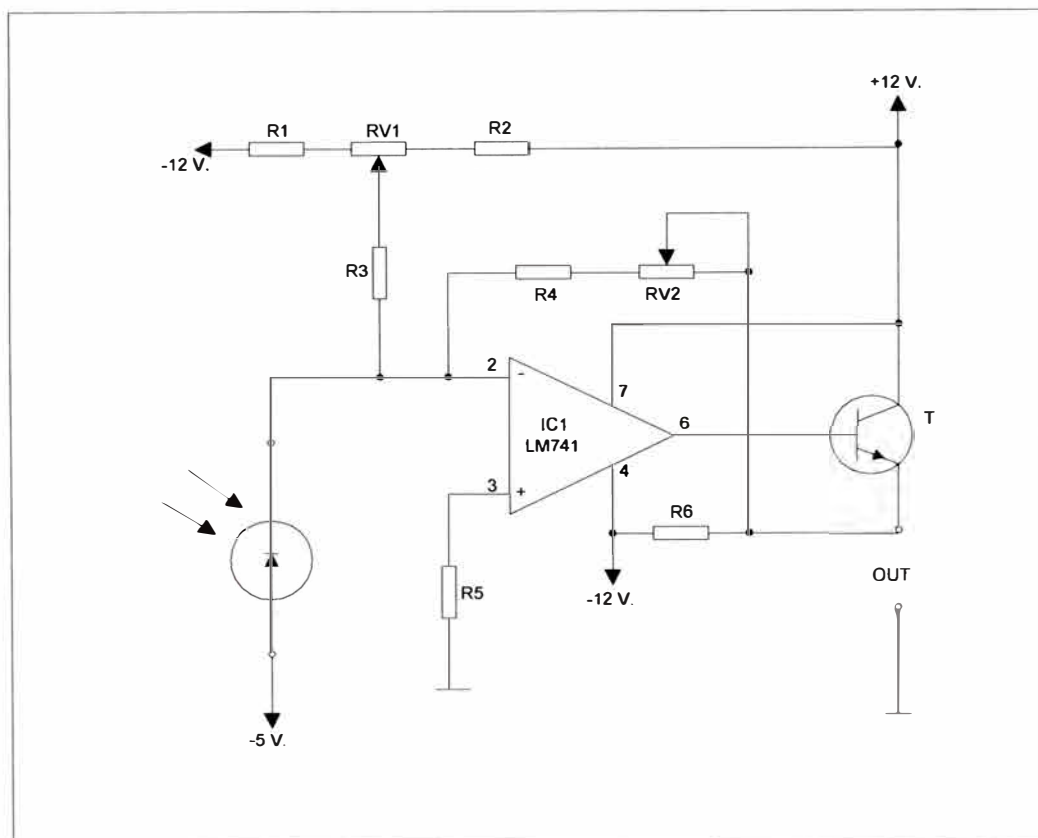 +12 V.
R1
RV1
R2
-12 V.
R3
R4
RV2
2
-
7
IC1
LM741
6
T
4
3
+
R6
R5
-12 V.
OUT
-5 V.